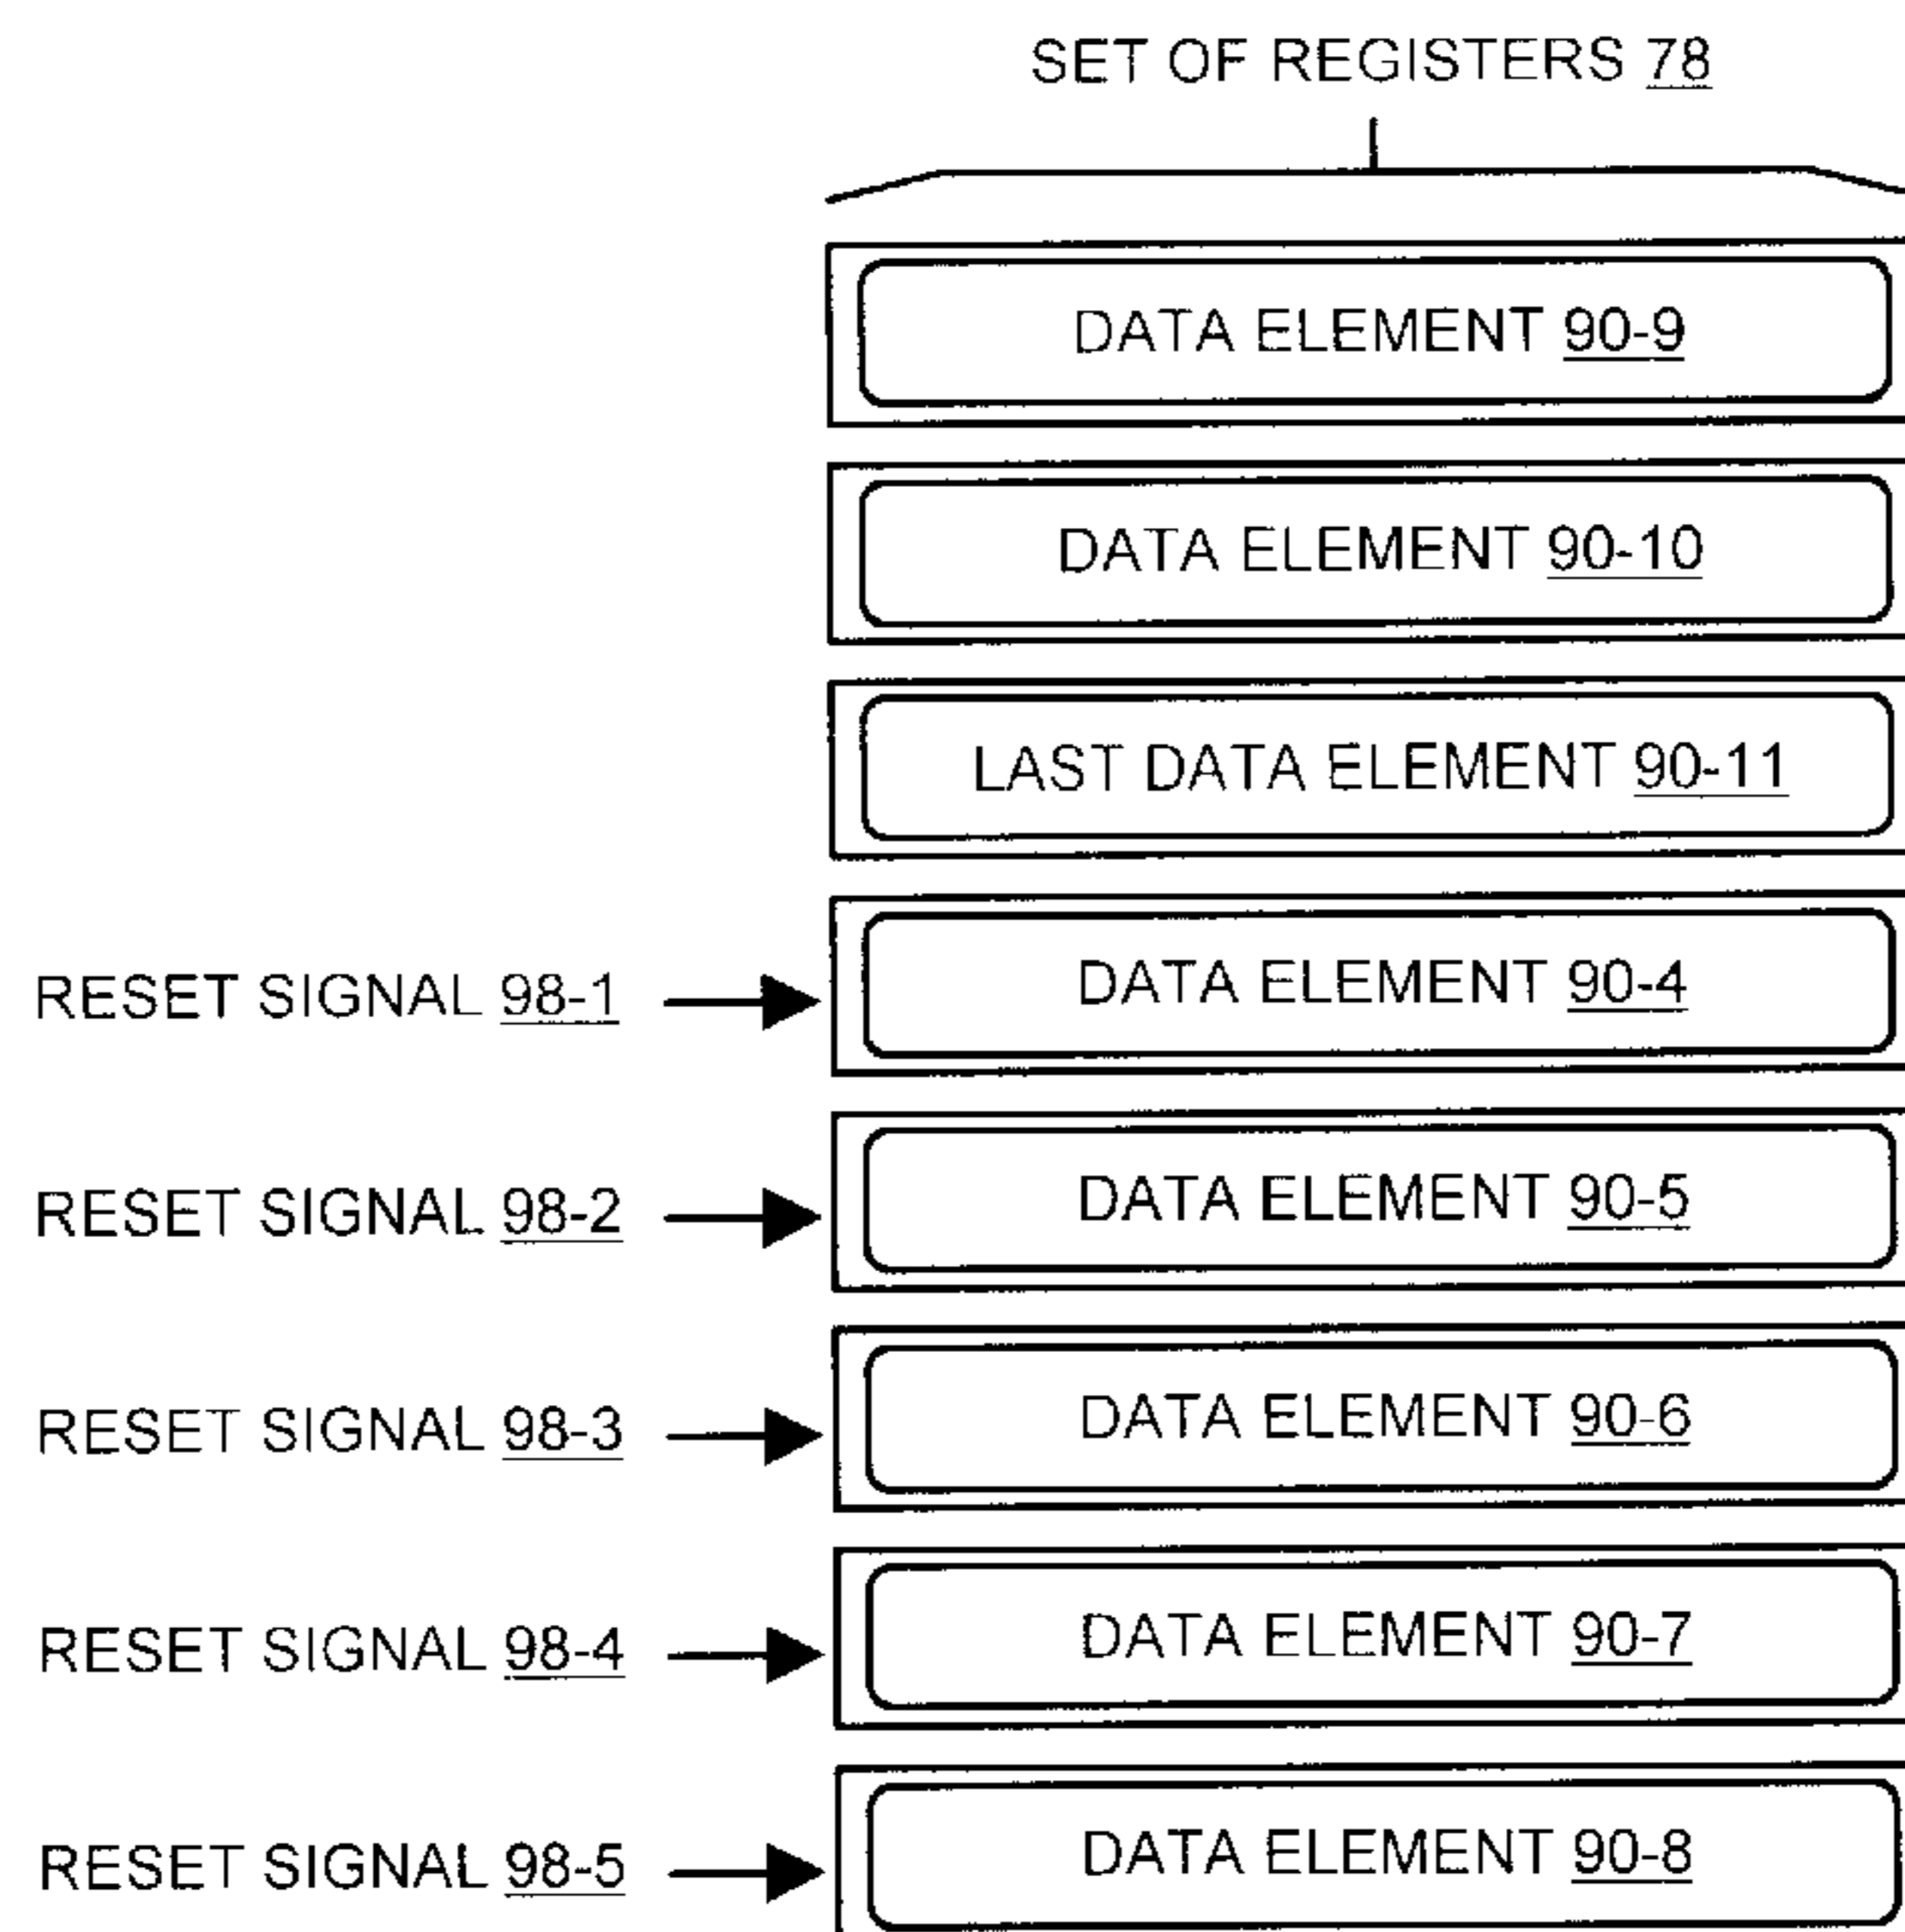 SET OF REGISTERS 78
DATA ELEMENT 90-9
DATA ELEMENT 90-10
LAST DATA ELEMENT 90-11
RESET SIGNAL 98-1 DATA ELEMENT 90-4
RESET SIGNAL 98-2 DATA ELEMENT 90-5
RESET SIGNAL 98-3 DATA ELEMENT 90-6
RESET SIGNAL 98-4 DATA ELEMENT 90-7
RESET SIGNAL 98-5 DATA ELEMENT 90-8